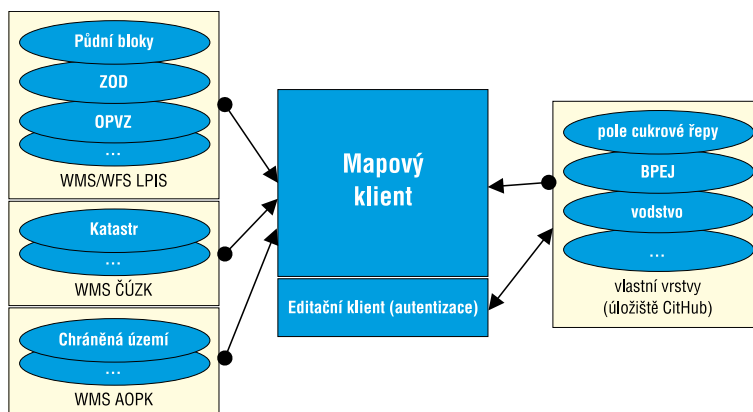 Půdní bloky
ZOD
OPVZ
...
WMS/WFS LPIS
Katastr
...
WMS ČÚZK
Chráněná území
...
WMS AOPK
Mapový
klient
Editační klient (autentizace)
pole cukrové řepy
BPEJ
vodstvo
...
vlastní vrstvy
(úložiště CitHub)